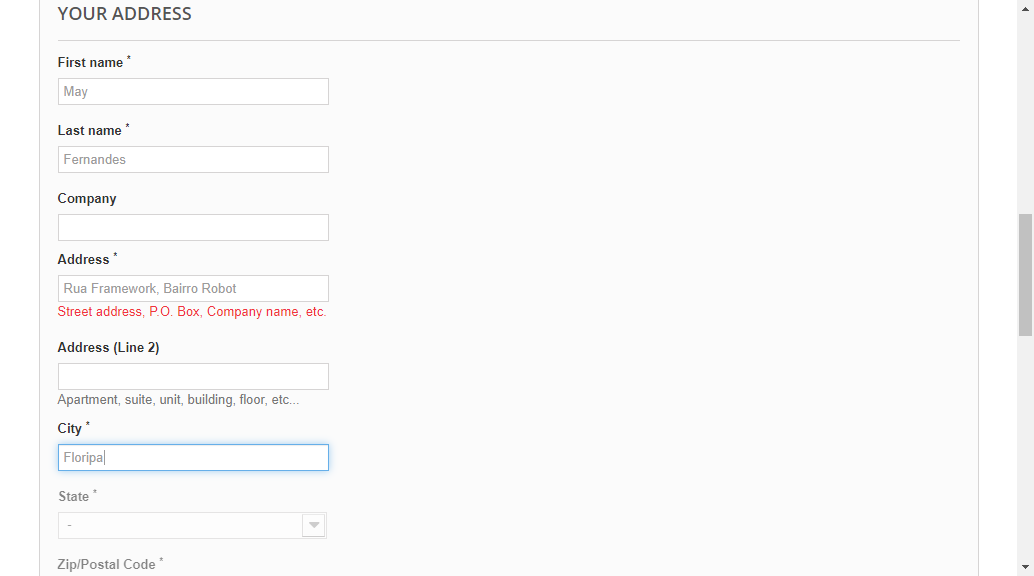 YOUR ADDRESS
First name *
May
Last name *
Fernandes
Company
Address *
Rua Framework, Bairro Robot
Street address, P.O. Box, Company name, etc.
Address (Line 2)
Apartment, suite, unit, building, floor, etc...
City *
Floripa
State *
-
Zip/Postal Code *